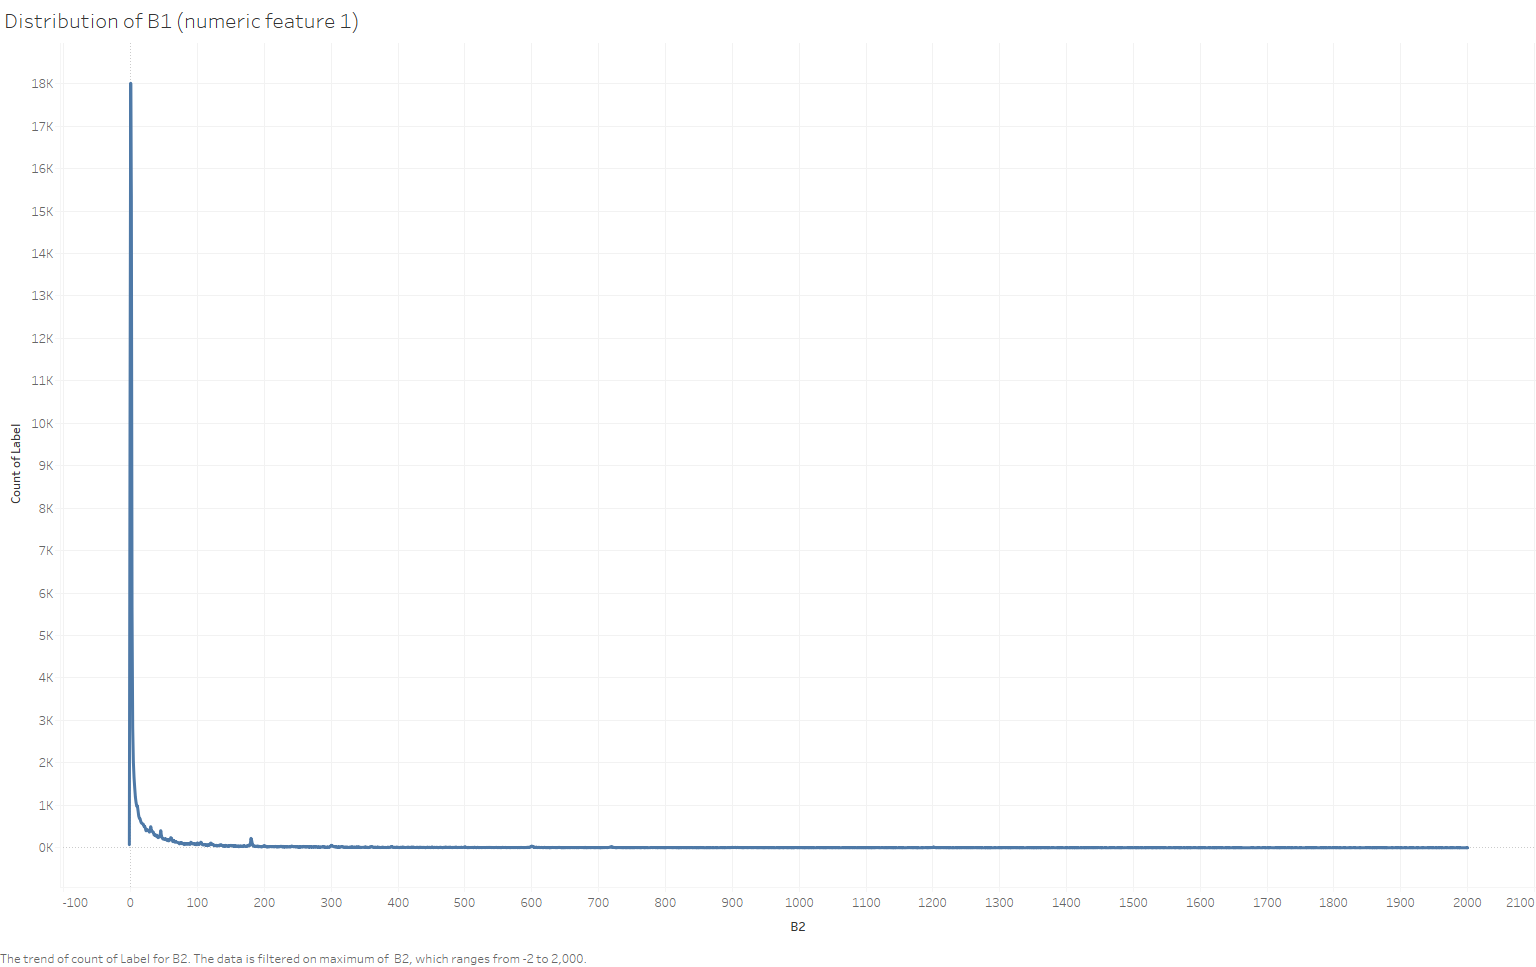 Distribution of B1 (numeric feature 1)
18K
17K
16K
15K
14K
13K
12K
11K
10K
9K
8K
7K
6K
5K
4K
3K
2K
1K
0K
Count of Label
-100 0 100 200 300 400 500 600 700 800 900 1000 1100 1200 1300 1400 1500 1600 1700 1800 1900 2000 2100
B2
The trend of count of Label for B2. The data is filtered on maximum of B2, which ranges from -2 to 2,000.